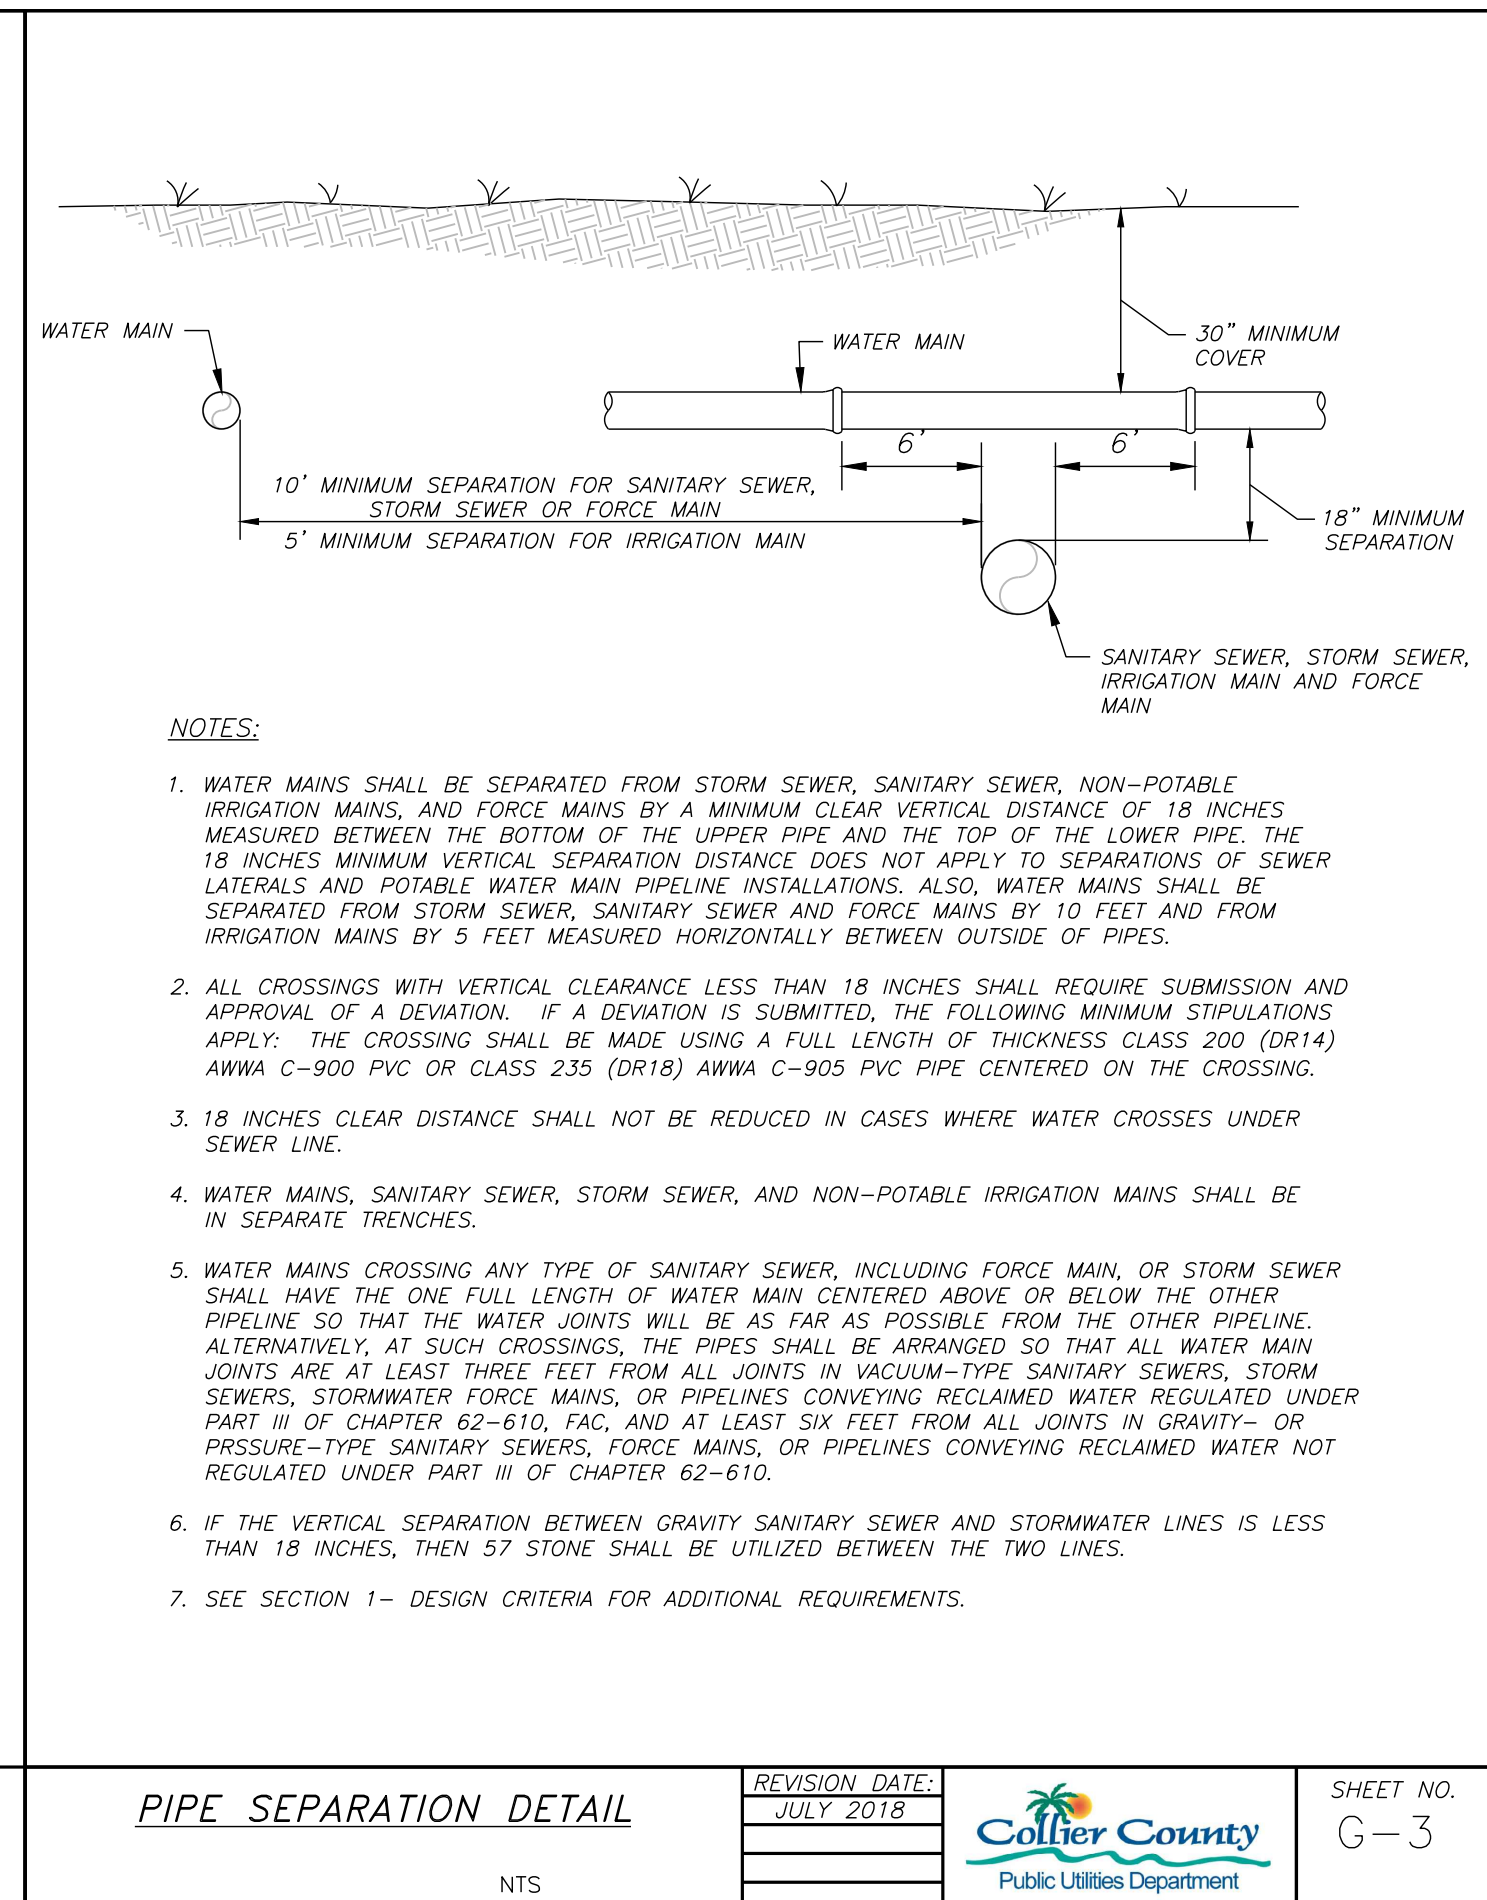 WATER MAIN
WATER MAIN
30" MINIMUM
COVER
6'
6'
10' MINIMUM SEPARATION FOR SANITARY SEWER,
STORM SEWER OR FORCE MAIN
5' MINIMUM SEPARATION FOR IRRIGATION MAIN
18" MINIMUM
SEPARATION
SANITARY SEWER, STORM SEWER,
IRRIGATION MAIN AND FORCE
MAIN
NOTES:
1. WATER MAINS SHALL BE SEPARATED FROM STORM SEWER, SANITARY SEWER, NON-POTABLE
IRRIGATION MAINS, AND FORCE MAINS BY A MINIMUM CLEAR VERTICAL DISTANCE OF 18 INCHES
MEASURED BETWEEN THE BOTTOM OF THE UPPER PIPE AND THE TOP OF THE LOWER PIPE. THE
18 INCHES MINIMUM VERTICAL SEPARATION DISTANCE DOES NOT APPLY TO SEPARATIONS OF SEWER
LATERALS AND POTABLE WATER MAIN PIPELINE INSTALLATIONS. ALSO, WATER MAINS SHALL BE
SEPARATED FROM STORM SEWER, SANITARY SEWER AND FORCE MAINS BY 10 FEET AND FROM
IRRIGATION MAINS BY 5 FEET MEASURED HORIZONTALLY BETWEEN OUTSIDE OF PIPES.
2. ALL CROSSINGS WITH VERTICAL CLEARANCE LESS THAN 18 INCHES SHALL REQUIRE SUBMISSION AND
APPROVAL OF A DEVIATION. IF A DEVIATION IS SUBMITTED, THE FOLLOWING MINIMUM STIPULATIONS
APPLY: THE CROSSING SHALL BE MADE USING A FULL LENGTH OF THICKNESS CLASS 200 (DR14)
AWWA C-900 PVC OR CLASS 235 (DR18) AWWA C-905 PVC PIPE CENTERED ON THE CROSSING.
3. 18 INCHES CLEAR DISTANCE SHALL NOT BE REDUCED IN CASES WHERE WATER CROSSES UNDER
SEWER LINE.
4. WATER MAINS, SANITARY SEWER, STORM SEWER, AND NON-POTABLE IRRIGATION MAINS SHALL BE
IN SEPARATE TRENCHES.
5. WATER MAINS CROSSING ANY TYPE OF SANITARY SEWER, INCLUDING FORCE MAIN, OR STORM SEWER
SHALL HAVE THE ONE FULL LENGTH OF WATER MAIN CENTERED ABOVE OR BELOW THE OTHER
PIPELINE SO THAT THE WATER JOINTS WILL BE AS FAR AS POSSIBLE FROM THE OTHER PIPELINE.
ALTERNATIVELY, AT SUCH CROSSINGS, THE PIPES SHALL BE ARRANGED SO THAT ALL WATER MAIN
JOINTS ARE AT LEAST THREE FEET FROM ALL JOINTS IN VACUUM-TYPE SANITARY SEWERS, STORM
SEWERS, STORMWATER FORCE MAINS, OR PIPELINES CONVEYING RECLAIMED WATER REGULATED UNDER
PART III OF CHAPTER 62-610, FAC, AND AT LEAST SIX FEET FROM ALL JOINTS IN GRAVITY- OR
PRSSURE-TYPE SANITARY SEWERS, FORCE MAINS, OR PIPELINES CONVEYING RECLAIMED WATER NOT
REGULATED UNDER PART III OF CHAPTER 62-610.
6. IF THE VERTICAL SEPARATION BETWEEN GRAVITY SANITARY SEWER AND STORMWATER LINES IS LESS
THAN 18 INCHES, THEN 57 STONE SHALL BE UTILIZED BETWEEN THE TWO LINES.
7. SEE SECTION 1- DESIGN CRITERIA FOR ADDITIONAL REQUIREMENTS.
PIPE SEPARATION DETAIL
NTS
REVISION DATE:
JULY 2018
Collier County
Public Utilities Department
SHEET NO.
G-3